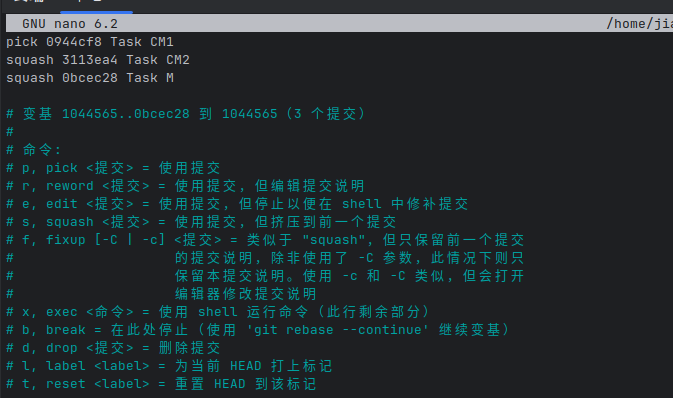 GNU nano 6.2 /home/jia
pick 0944cf8 Task CM1
squash 3113ea4 Task CM2
squash 0bcec28 Task M
# 变基 1044565..0bcec28 到 1044565（3 个提交）
#
# 命令:
# p, pick <提交> = 使用提交
# r, reword <提交> = 使用提交，但编辑提交说明
# e, edit <提交> = 使用提交，但停止以便在 shell 中修补提交
# s, squash <提交> = 使用提交，但挤压到前一个提交
# f, fixup [-C | -c] <提交> = 类似于 "squash"，但只保留前一个提交
# 的提交说明，除非使用了 -C 参数，此情况下则只
# 保留本提交说明。使用 -c 和 -C 类似，但会打开
# 编辑器修改提交说明
# x, exec <命令> = 使用 shell 运行命令（此行剩余部分）
# b, break = 在此处停止（使用 'git rebase --continue' 继续变基）
# d, drop <提交> = 删除提交
# l, label <label> = 为当前 HEAD 打上标记
# t, reset <label> = 重置 HEAD 到该标记